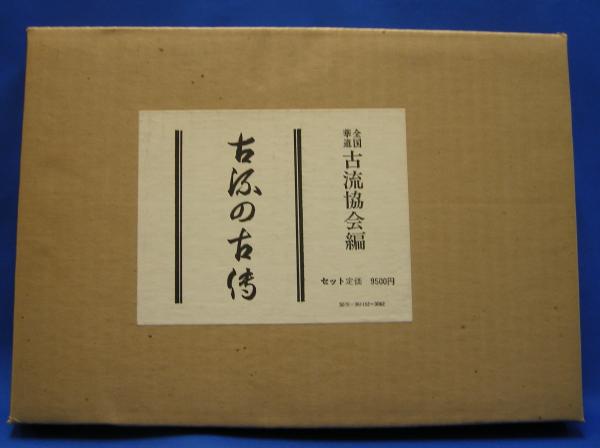 全国
華道
古流協会編
古流の古傳
セット定価 9500円